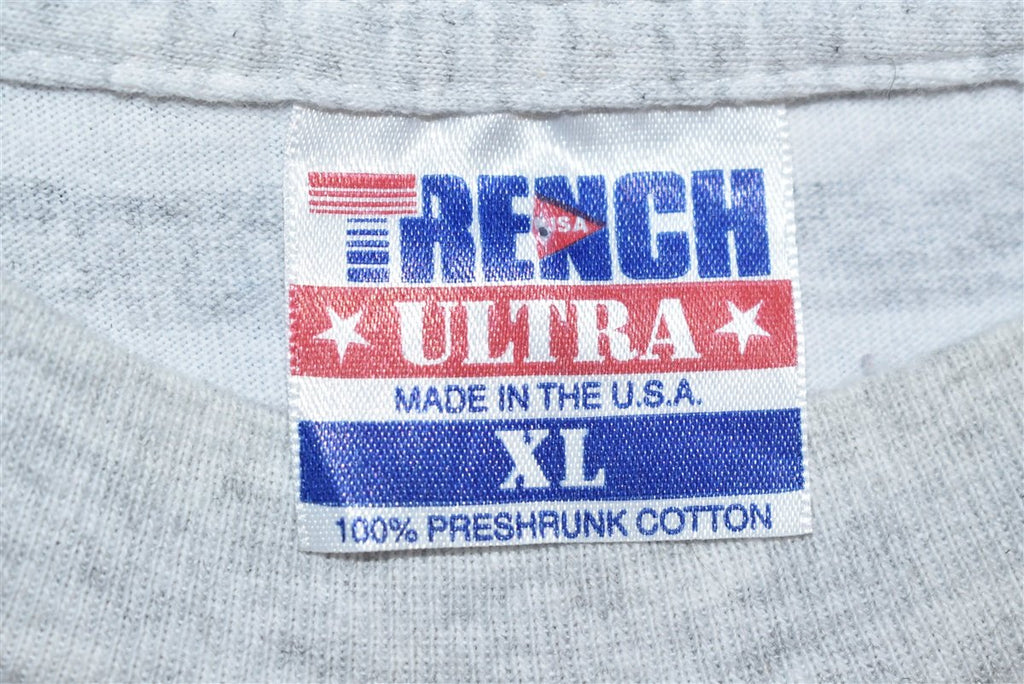 TRENCH
USA
ULTRA
MADE IN THE U.S.A.
XL
100% PRESHRUNK COTTON